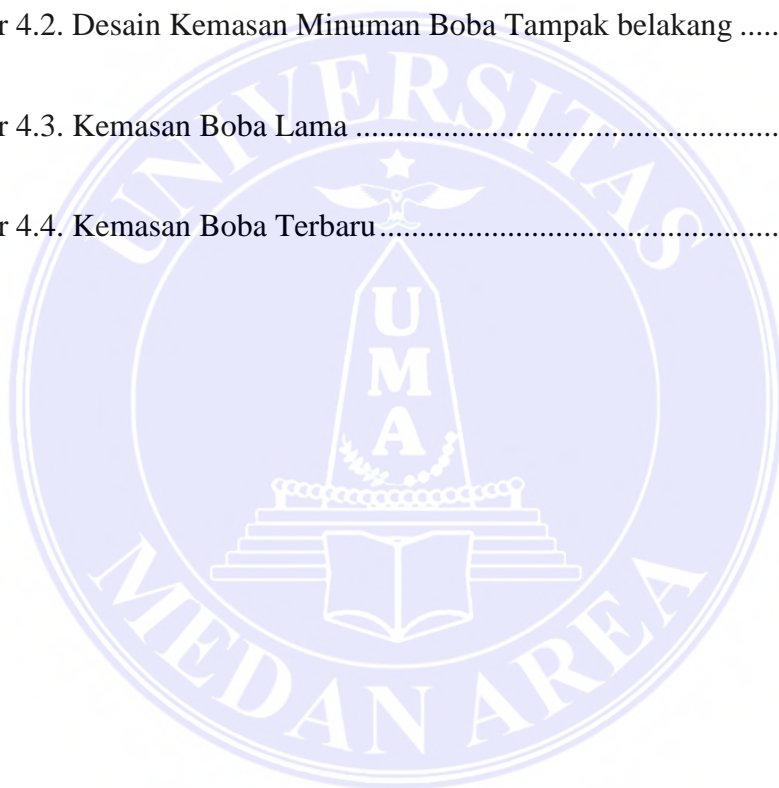 r 4.2. Desain Kemasan Minuman Boba Tampak belakang .....
r 4.3. Kemasan Boba Lama ......................................................
r 4.4. Kemasan Boba Terbaru ...................................................
UNIVERSITAS
U
M
A
MEDAN AREA